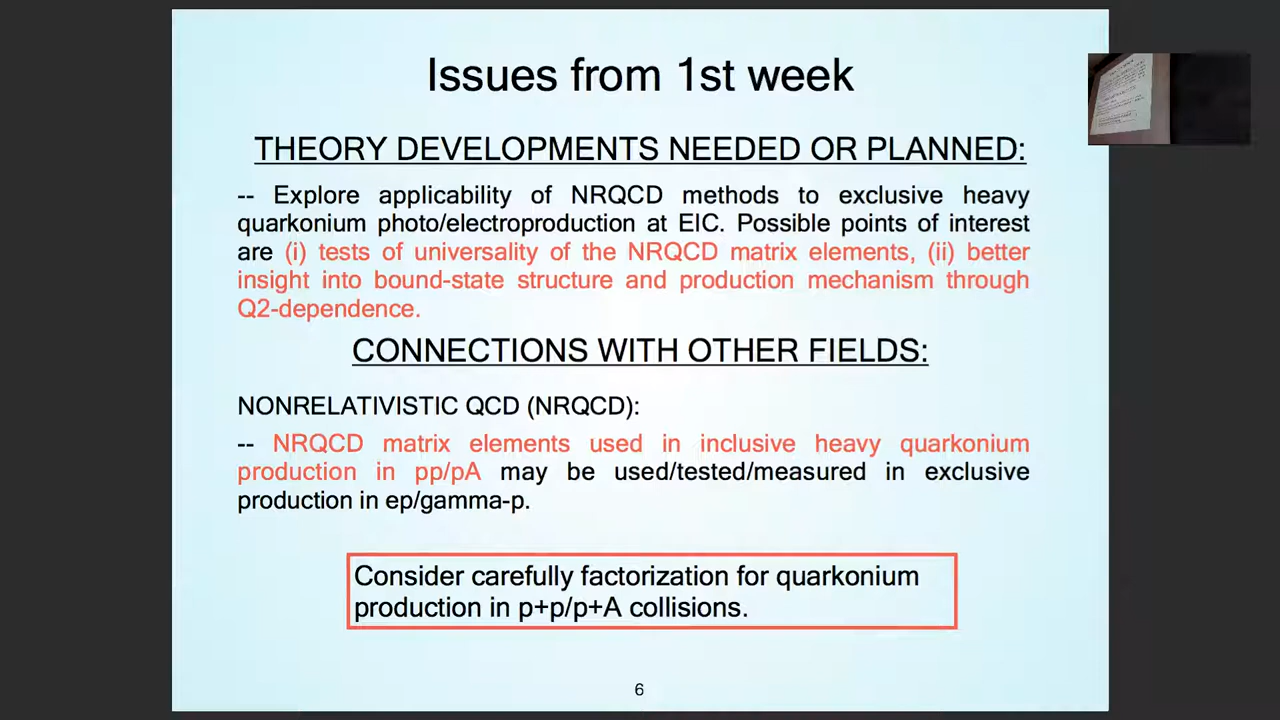 Issues from 1st week
THEORY DEVELOPMENTS NEEDED OR PLANNED:
-- Explore applicability of NRQCD methods to exclusive heavy
quarkonium photo/electroproduction at EIC. Possible points of interest
are (i) tests of universality of the NRQCD matrix elements, (ii) better
insight into bound-state structure and production mechanism through
Q2-dependence.
CONNECTIONS WITH OTHER FIELDS:
NONRELATIVISTIC QCD (NRQCD):
-- NRQCD matrix elements used in inclusive heavy quarkonium
production in pp/pA may be used/tested/measured in exclusive
production in ep/gamma-p.
Consider carefully factorization for quarkonium
production in p+p/p+A collisions.
6